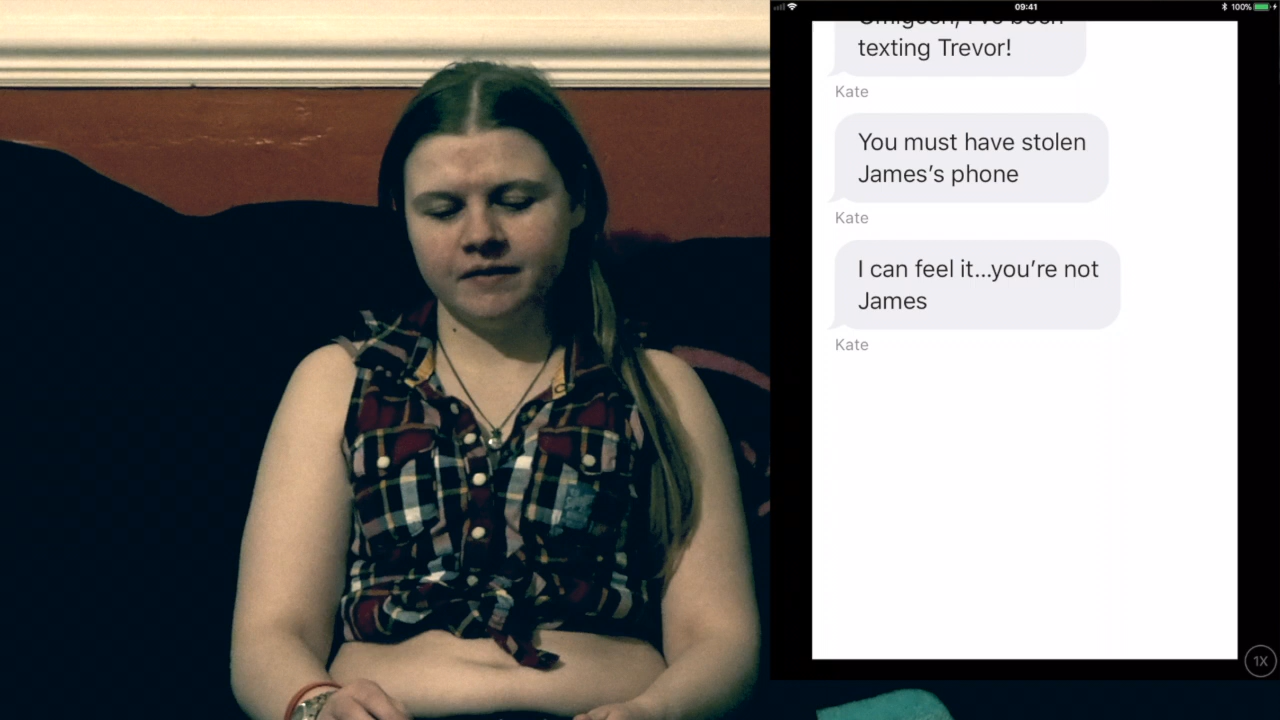 09:41
100%
texting Trevor!
Kate
You must have stolen
James’s phone
Kate
I can feel it...you’re not
James
Kate
1X